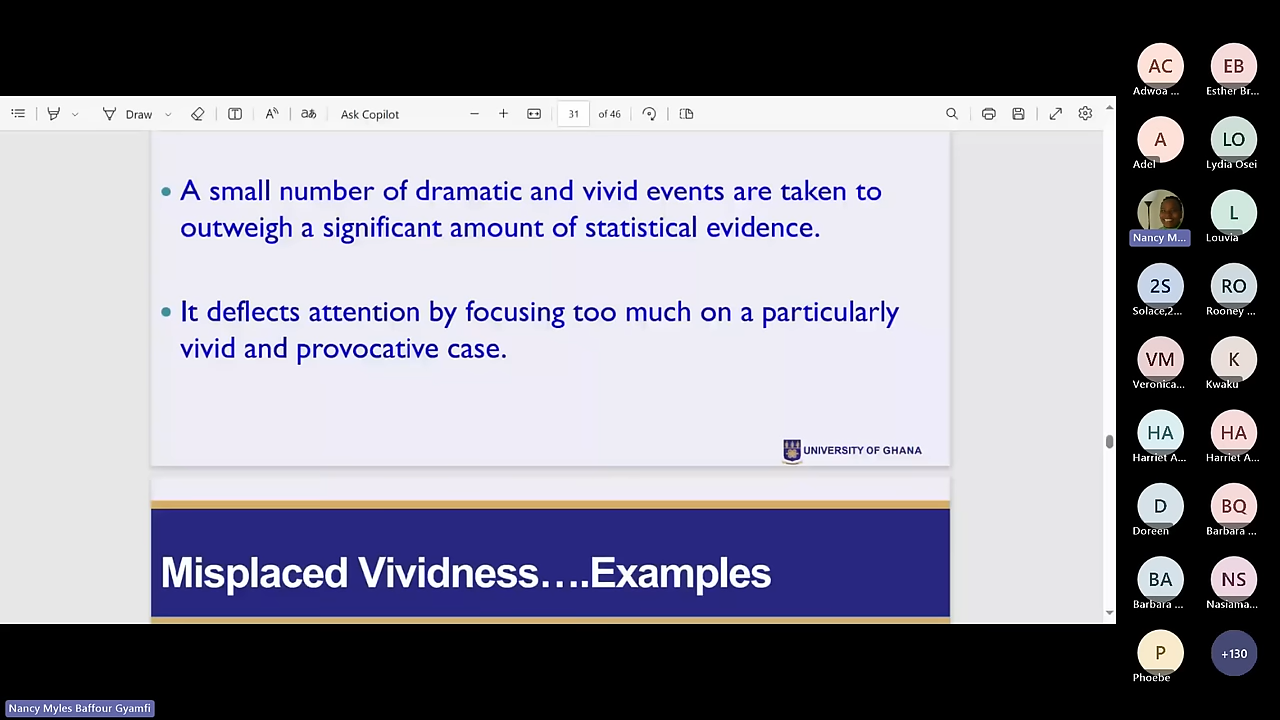 Draw
Ask Copilot
31 of 46
• A small number of dramatic and vivid events are taken to
outweigh a significant amount of statistical evidence.
• It deflects attention by focusing too much on a particularly
vivid and provocative case.
UNIVERSITY OF GHANA
Misplaced Vividness….Examples
AC
Adwoa ...
EB
Esther Br...
A
Adel
LO
Lydia Osei
Nancy M...
L
Louvia
2S
Solace,2...
RO
Rooney ...
VM
Veronica...
K
Kwaku
HA
Harriet A...
HA
Harriet A...
D
Doreen
BQ
Barbara ...
BA
Barbara ...
NS
Nasiama...
P
Phoebe
+130
Nancy Myles Baffour Gyamfi